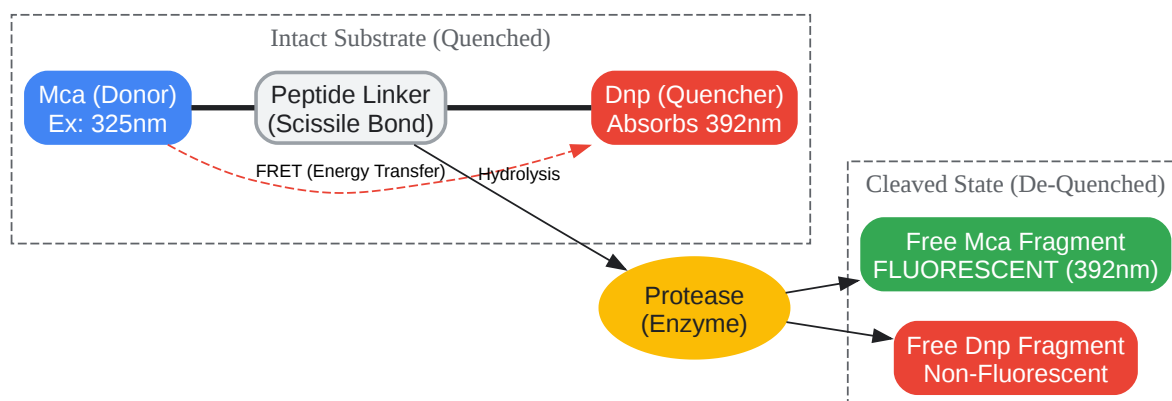 Intact Substrate (Quenched)
Mca (Donor)
Ex: 325nm
Peptide Linker
(Scissile Bond)
Dnp (Quencher)
Absorbs 392nm
FRET (Energy Transfer)
Hydrolysis
Cleaved State (De-Quenched)
Free Mca Fragment
FLUORESCENT (392nm)
Protease
(Enzyme)
Free Dnp Fragment
Non-Fluorescent